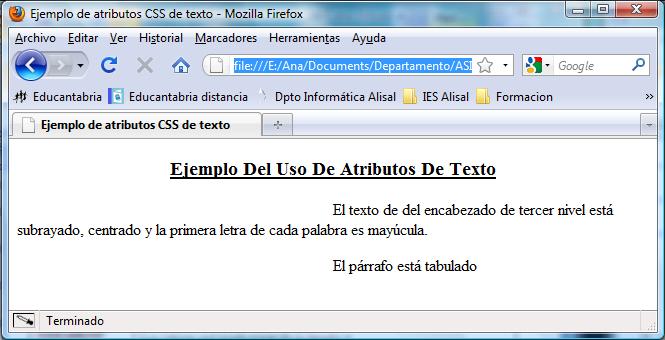 Ejemplo de atributos CSS de texto - Mozilla Firefox
Archivo Editar Ver Historial Marcadores Herramientas Ayuda
file:///E:/Ana/Documents/Departamento/ASI Google
Educantabria Educantabria distancia Dpto Informática Alisal IES Alisal Formacion »
Ejemplo de atributos CSS de texto
Ejemplo Del Uso De Atributos De Texto
El texto de del encabezado de tercer nivel está
subrayado, centrado y la primera letra de cada palabra es mayúcula.
El párrafo está tabulado
Terminado